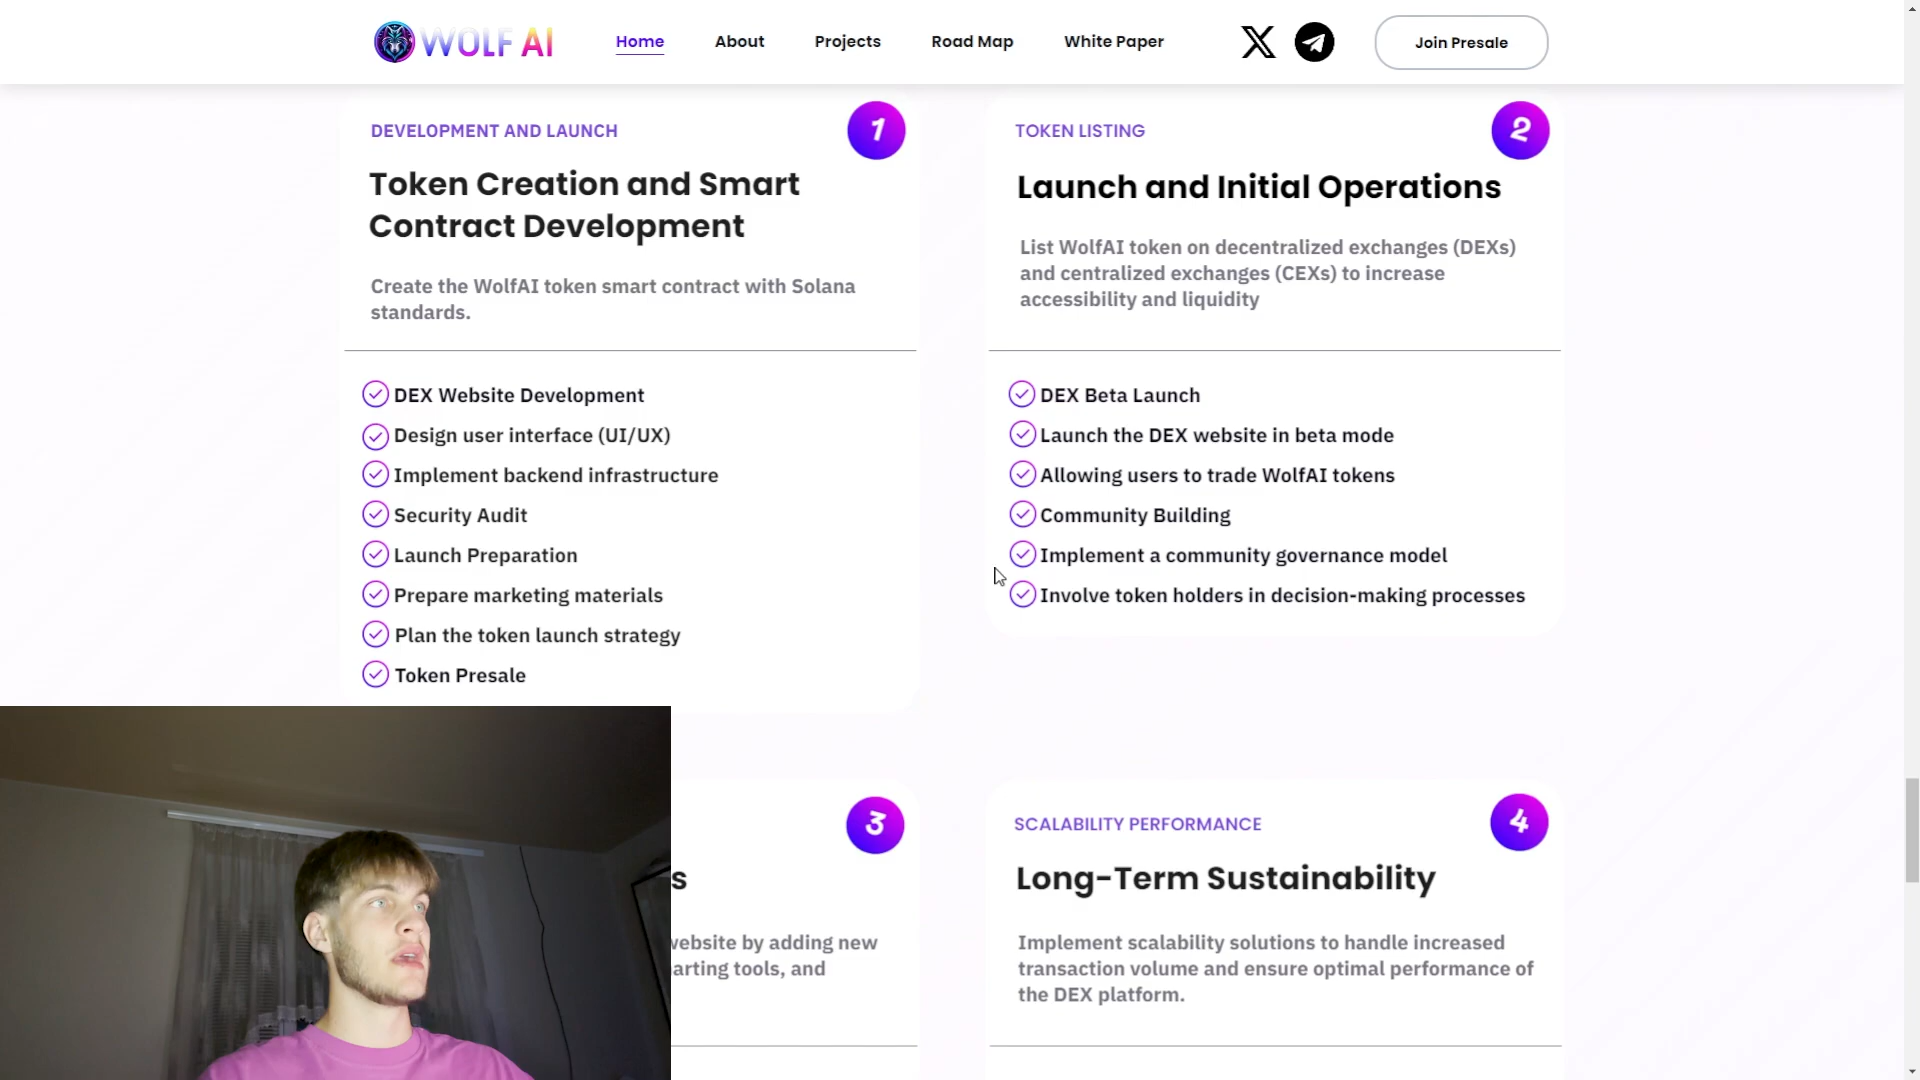 WOLF AI
Home
About
Projects
Road Map
White Paper
Join Presale
DEVELOPMENT AND LAUNCH
1
Token Creation and Smart
Contract Development
Create the WolfAI token smart contract with Solana
standards.
DEX Website Development
Design user interface (UI/UX)
Implement backend infrastructure
Security Audit
Launch Preparation
Prepare marketing materials
Plan the token launch strategy
Token Presale
TOKEN LISTING
2
Launch and Initial Operations
List WolfAI token on decentralized exchanges (DEXs)
and centralized exchanges (CEXs) to increase
accessibility and liquidity
DEX Beta Launch
Launch the DEX website in beta mode
Allowing users to trade WolfAI tokens
Community Building
Implement a community governance model
Involve token holders in decision-making processes
3
s
website by adding new
arting tools, and
SCALABILITY PERFORMANCE
4
Long-Term Sustainability
Implement scalability solutions to handle increased
transaction volume and ensure optimal performance of
the DEX platform.